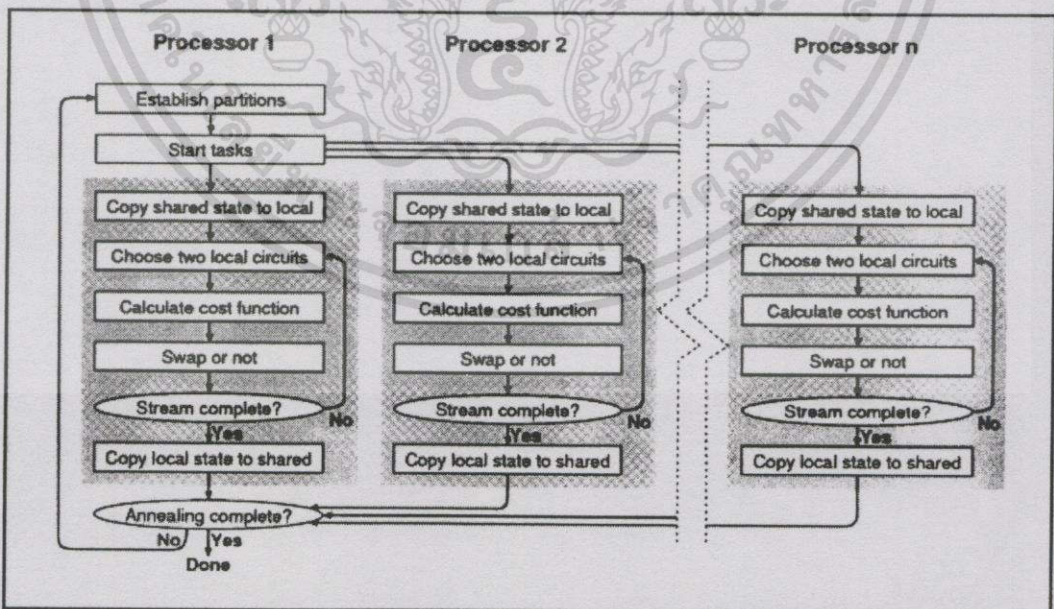 Processor 1
Processor 2
Processor n
Establish partitions
Start tasks
Copy shared state to local
Choose two local circuits
Calculate cost function
Swap or not
Stream complete?
No
Yes
Copy local state to shared
Copy shared state to local
Choose two local circuits
Calculate cost function
Swap or not
Stream complete?
No
Yes
Copy local state to shared
Copy shared state to local
Choose two local circuits
Calculate cost function
Swap or not
Stream complete?
No
Yes
Copy local state to shared
Annealing complete?
No
Yes
Done